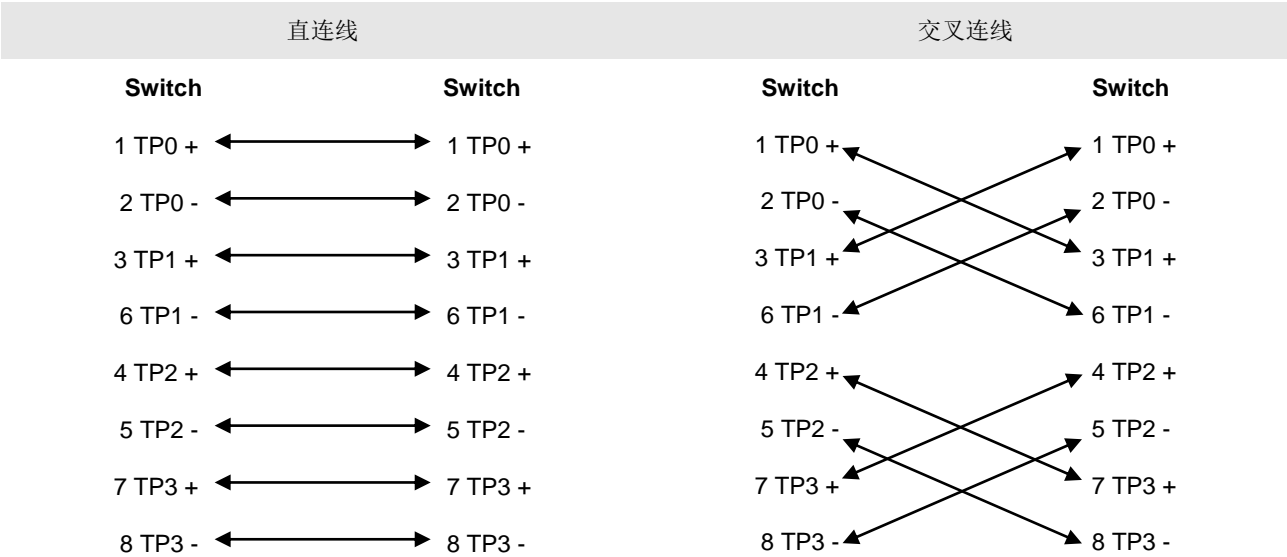 直连线 交叉连线
Switch Switch Switch Switch
1 TP0 + 1 TP0 + 1 TP0 + 1 TP0 +
2 TP0 - 2 TP0 - 2 TP0 - 2 TP0 -
3 TP1 + 3 TP1 + 3 TP1 + 3 TP1 +
6 TP1 - 6 TP1 - 6 TP1 - 6 TP1 -
4 TP2 + 4 TP2 + 4 TP2 + 4 TP2 +
5 TP2 - 5 TP2 - 5 TP2 - 5 TP2 -
7 TP3 + 7 TP3 + 7 TP3 + 7 TP3 +
8 TP3 - 8 TP3 - 8 TP3 - 8 TP3 -